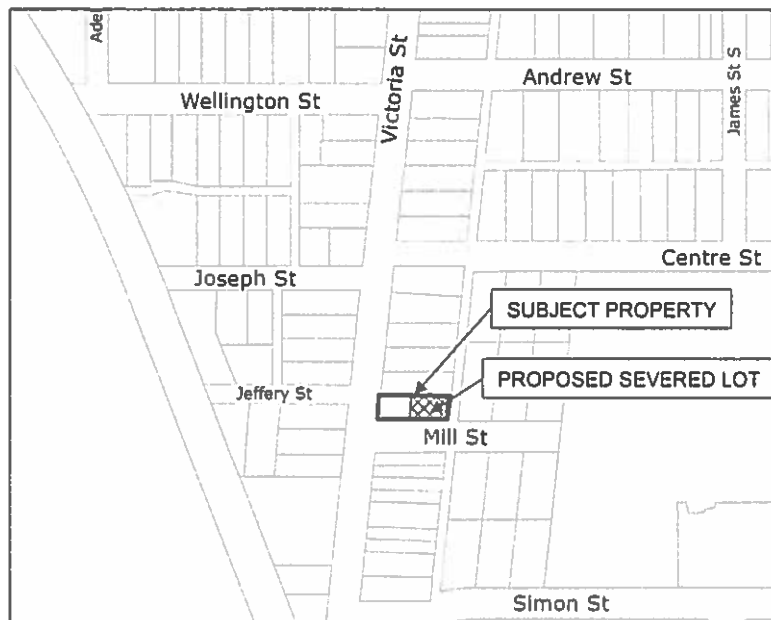 Ade
Victoria St
Andrew St
James St S
Wellington St
Centre St
Joseph St
SUBJECT PROPERTY
PROPOSED SEVERED LOT
Jeffery St
Mill St
Simon St